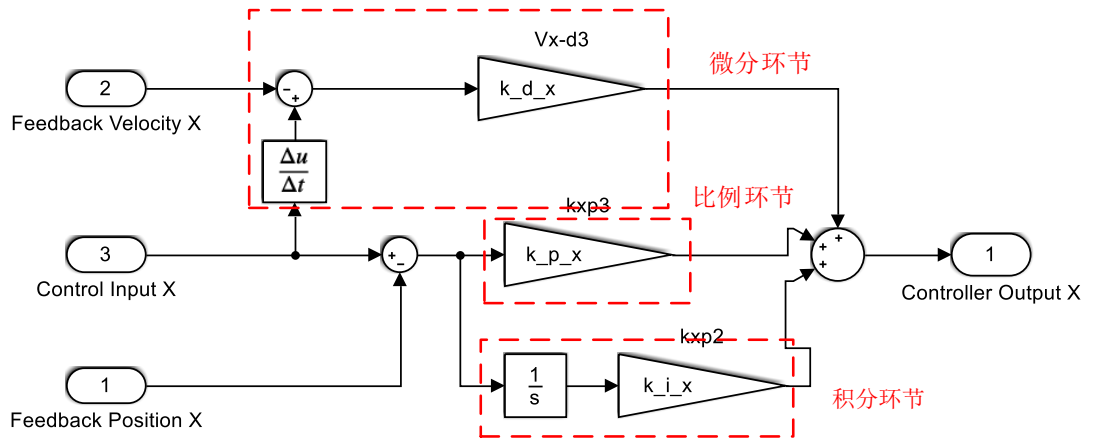 Vx-d3
微分环节
2
−
+
k_d_x
Feedback Velocity X
Δu
Δt
比例环节
kxp3
3
+
−
k_p_x
+
+
+
1
Control Input X
Controller Output X
kxp2
1
1
s
k_i_x
积分环节
Feedback Position X